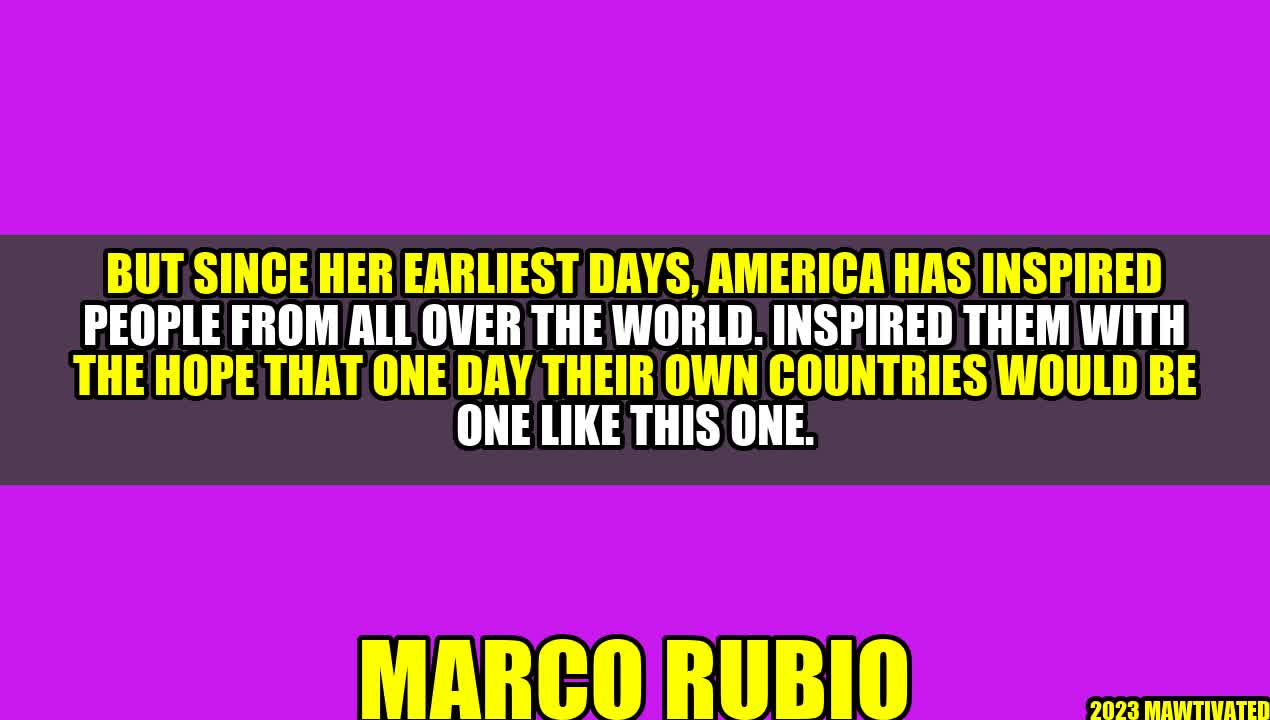 BUT SINCE HER EARLIEST DAYS, AMERICA HAS INSPIRED
PEOPLE FROM ALL OVER THE WORLD. INSPIRED THEM WITH
THE HOPE THAT ONE DAY THEIR OWN COUNTRIES WOULD BE
ONE LIKE THIS ONE.
MARCO RUBIO
2023 MAWTIVATED